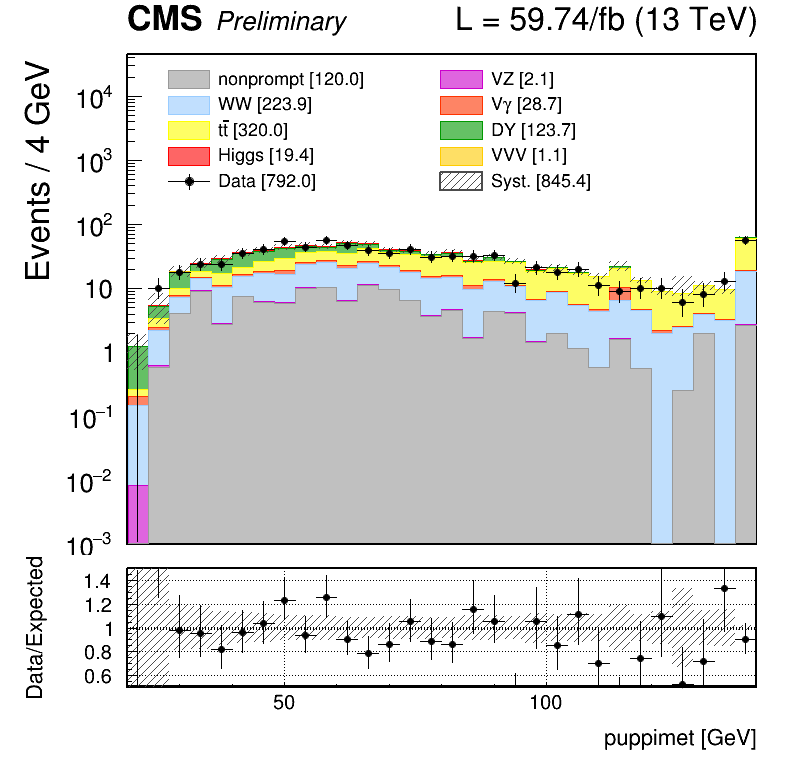 CMS Preliminary L = 59.74/fb (13 TeV)
Events / 4 GeV
nonprompt [120.0]
WW [223.9]
tt̄ [320.0]
Higgs [19.4]
Data [792.0]
VZ [2.1]
Vγ [28.7]
DY [123.7]
VVV [1.1]
Syst. [845.4]
10⁴
10³
10²
10
1
10⁻¹
10⁻²
10⁻³
Data/Expected
1.4
1.2
1
0.8
0.6
50 100
puppimet [GeV]